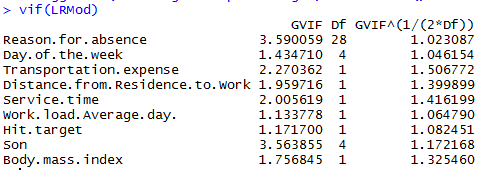 > vif(LRMod)
GVIF Df GVIF^(1/(2*Df))
Reason.for.absence 3.590059 28 1.023087
Day.of.the.week 1.434710 4 1.046154
Transportation.expense 2.270362 1 1.506772
Distance.from.Residence.to.Work 1.959716 1 1.399899
Service.time 2.005619 1 1.416199
Work.load.Average.day. 1.133778 1 1.064790
Hit.target 1.171700 1 1.082451
Son 3.563855 4 1.172168
Body.mass.index 1.756845 1 1.325460